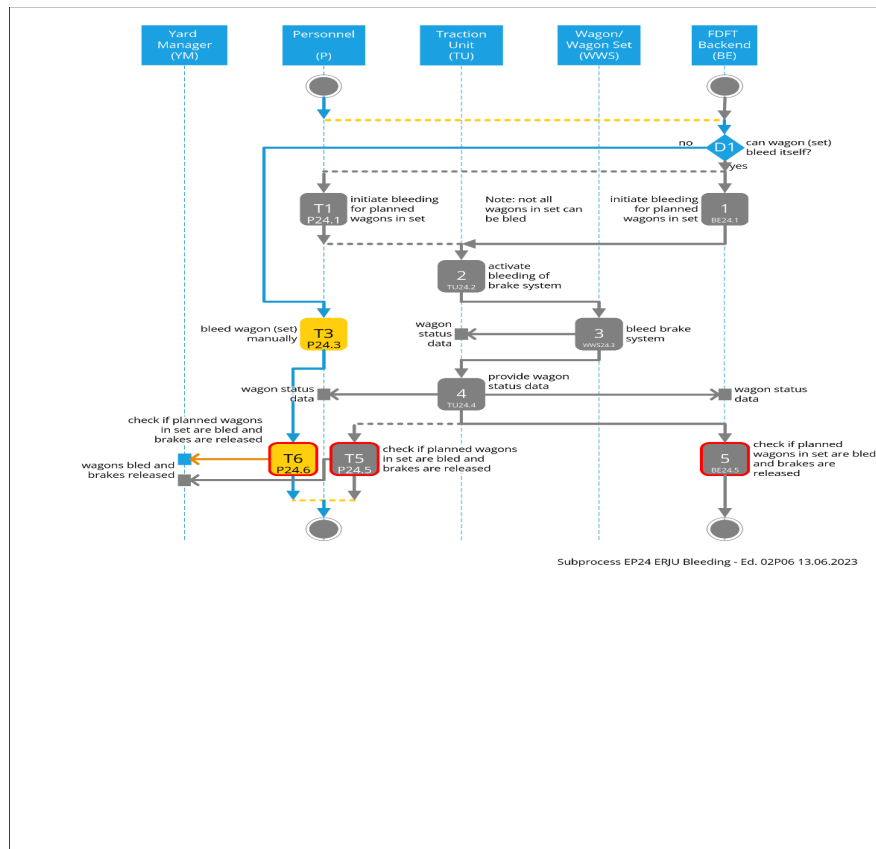 Yard
Manager
(YM)
Personnel
(P)
Traction
Unit
(TU)
Wagon/
Wagon Set
(WWS)
FDFT
Backend
(BE)
no
D1
can wagon (set)
bleed itself?
yes
T1
P24.1
initiate bleeding
for planned
wagons in set
Note: not all
wagons in set can
be bled
initiate bleeding
for planned
wagons in set
1
BE24.1
2
TU24.2
activate
bleeding of
brake system
bleed wagon (set)
manually
T3
P24.3
wagon
status
data
3
WWS24.3
bleed brake
system
provide wagon
status data
wagon status
data
4
TU24.4
wagon status
data
check if planned wagons
in set are bled and
brakes are released
wagons bled and
brakes released
T6
P24.6
T5
P24.5
check if planned wagons
in set are bled and
brakes are released
5
BE24.5
check if planned
wagons in set are bled
and brakes are
released
Subprocess EP24 ERJU Bleeding - Ed. 02P06 13.06.2023